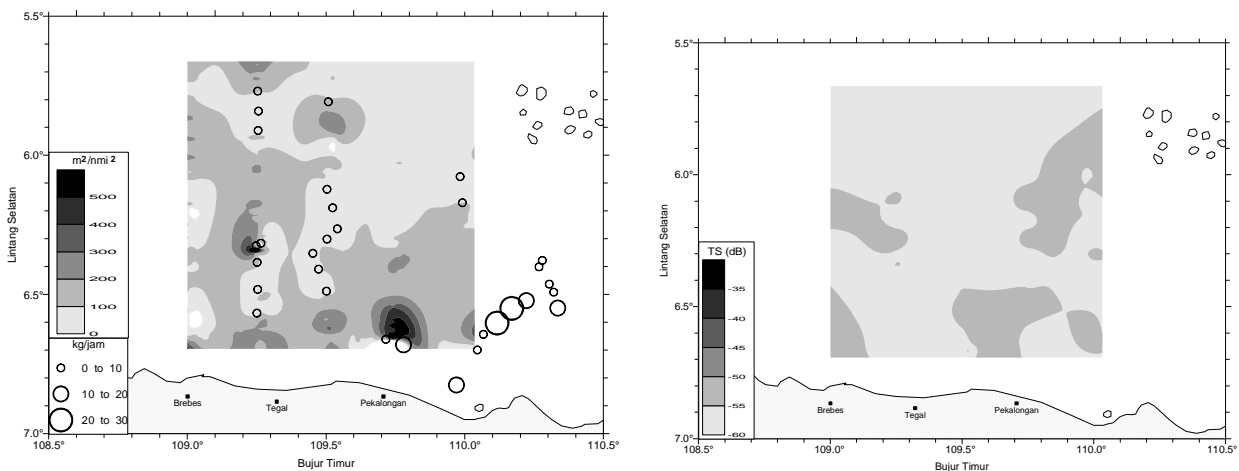 5.5°
6.0°
6.5°
7.0°
Lintang Selatan
m2/nmi 2
500
400
300
200
100
0
kg/jam
0 to 10
10 to 20
20 to 30
Brebes
Tegal
Pekalongan
108.5°
109.0°
109.5°
110.0°
110.5°
Bujur Timur
5.5°
6.0°
6.5°
7.0°
Lintang Selatan
TS (dB)
-35
-40
-45
-50
-55
-60
Brebes
Tegal
Pekalongan
108.5°
109.0°
109.5°
110.0°
110.5°
Bujur Timur